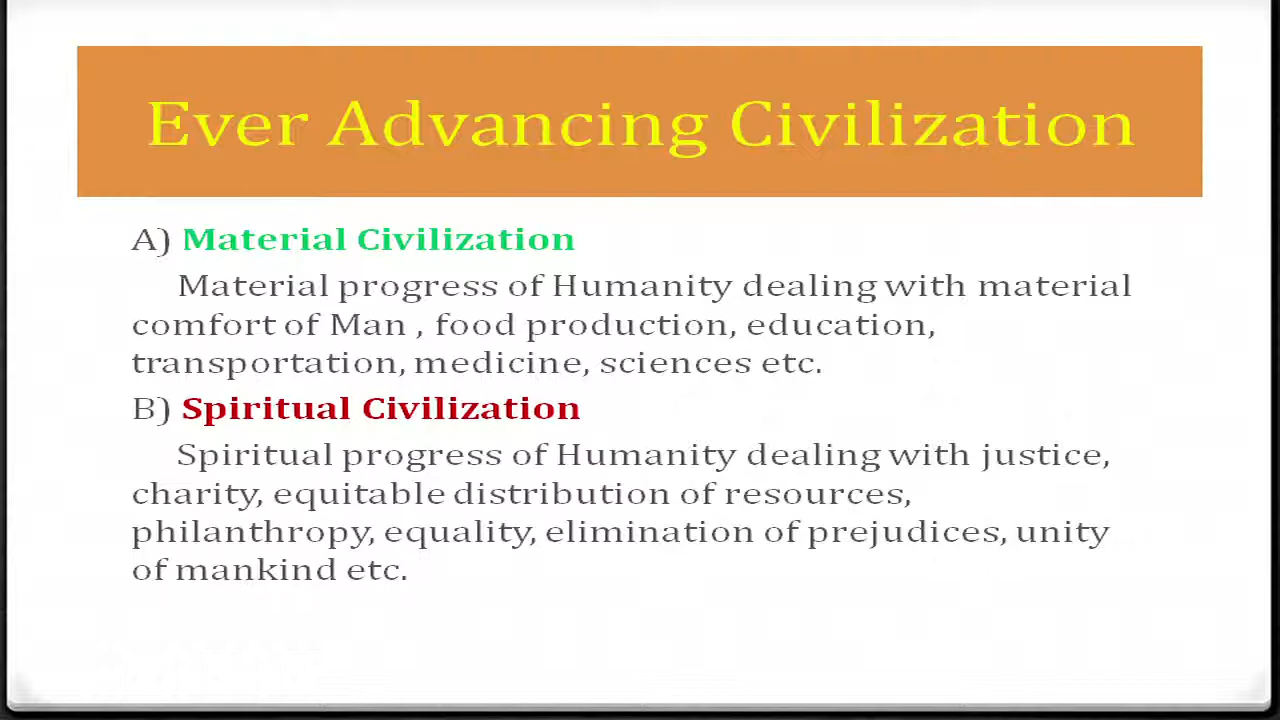 Ever Advancing Civilization
A) Material Civilization
Material progress of Humanity dealing with material
comfort of Man , food production, education,
transportation, medicine, sciences etc.
B) Spiritual Civilization
Spiritual progress of Humanity dealing with justice,
charity, equitable distribution of resources,
philanthropy, equality, elimination of prejudices, unity
of mankind etc.